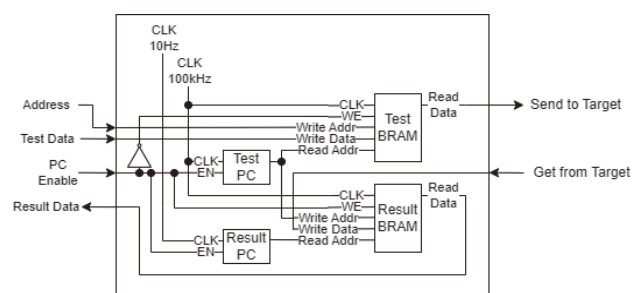 CLK
10Hz
CLK
100kHz
Address
Test Data
PC
Enable
Result Data
CLK
WE
Write Addr
Write Data
Read Addr
Test
BRAM
Read
Data
Send to Target
CLK
EN
Test
PC
Get from Target
CLK
WE
Write Addr
Write Data
Read Addr
Result
BRAM
Read
Data
CLK
EN
Result
PC